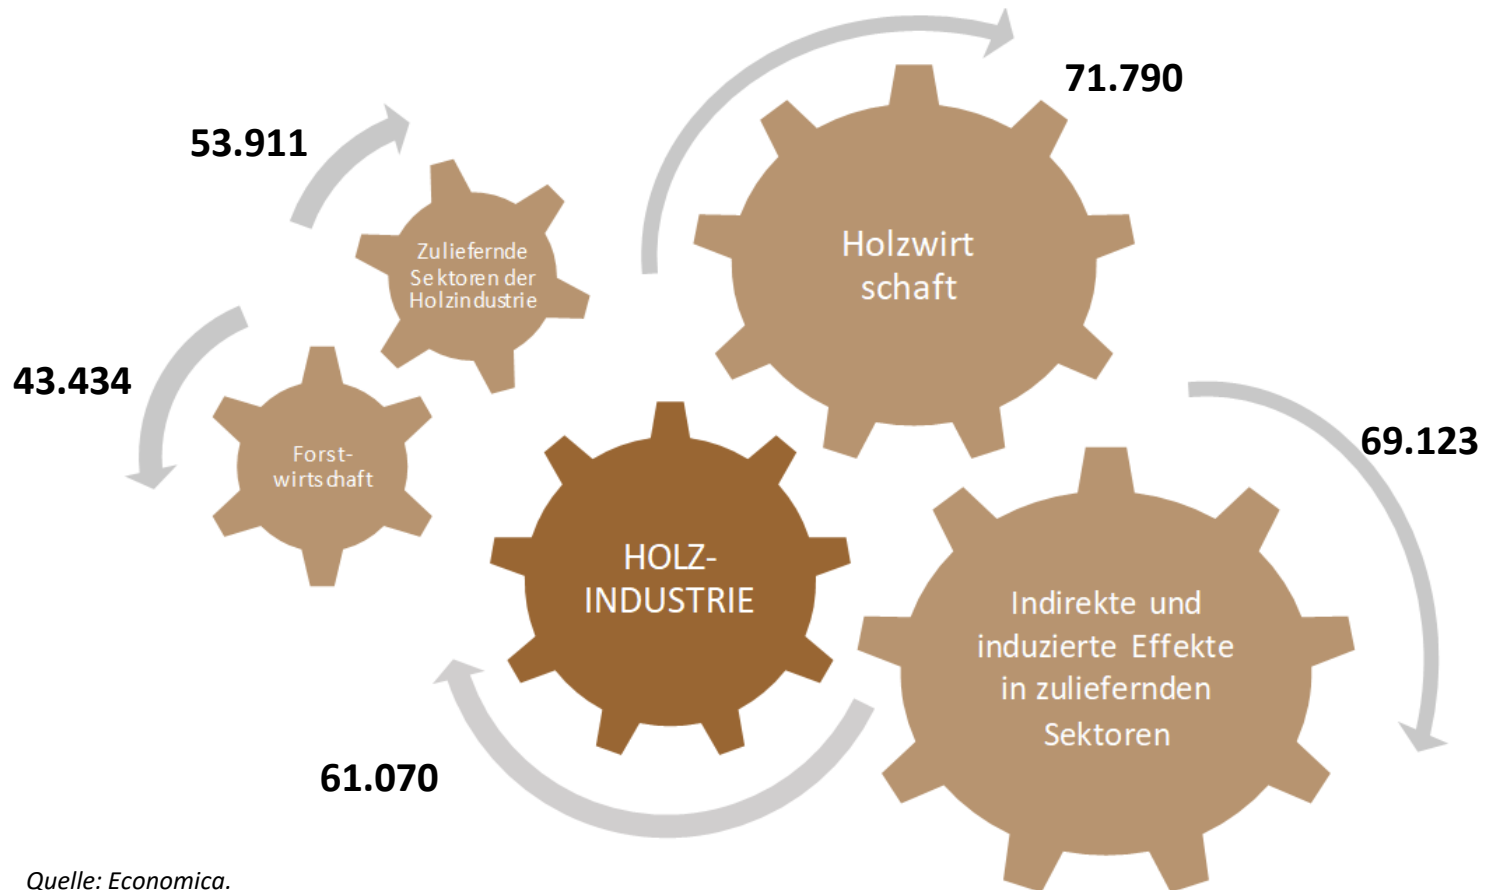 71.790
53.911
Zuliefernde
Sektoren der
Holzindustrie
Holzwirt
schaft
43.434
Forst-
wirtschaft
69.123
HOLZ-
INDUSTRIE
Indirekte und
induzierte Effekte
in zuliefernden
Sektoren
61.070
Quelle: Economica.